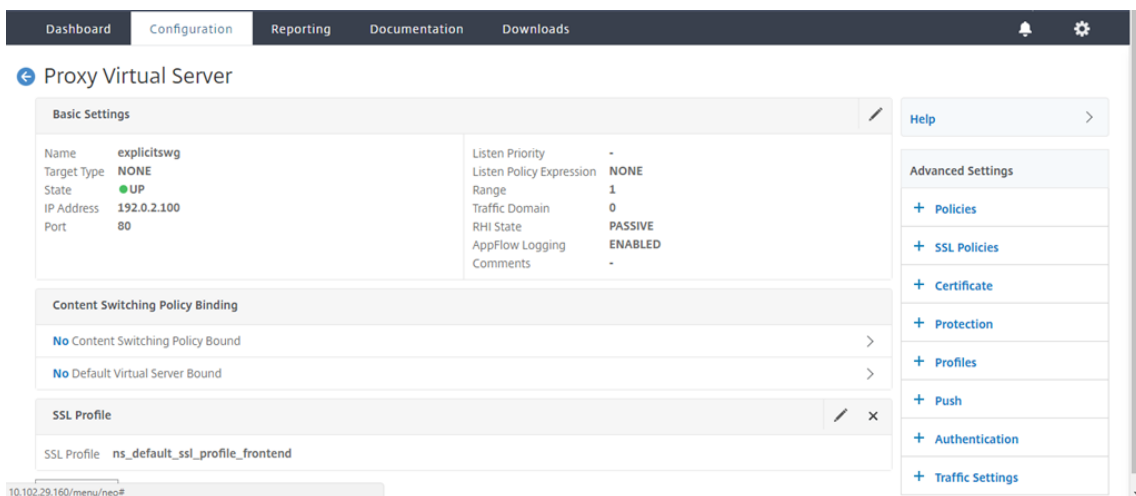 Dashboard Configuration Reporting Documentation Downloads
Proxy Virtual Server
Basic Settings
Name explicitswg
Target Type NONE
State UP
IP Address 192.0.2.100
Port 80
Listen Priority -
Listen Policy Expression NONE
Range 1
Traffic Domain 0
RHI State PASSIVE
AppFlow Logging ENABLED
Comments -
Content Switching Policy Binding
No Content Switching Policy Bound
No Default Virtual Server Bound
SSL Profile
SSL Profile ns_default_ssl_profile_frontend
Help
Advanced Settings
+ Policies
+ SSL Policies
+ Certificate
+ Protection
+ Profiles
+ Push
+ Authentication
+ Traffic Settings
10.102.29.160/menu/neo#